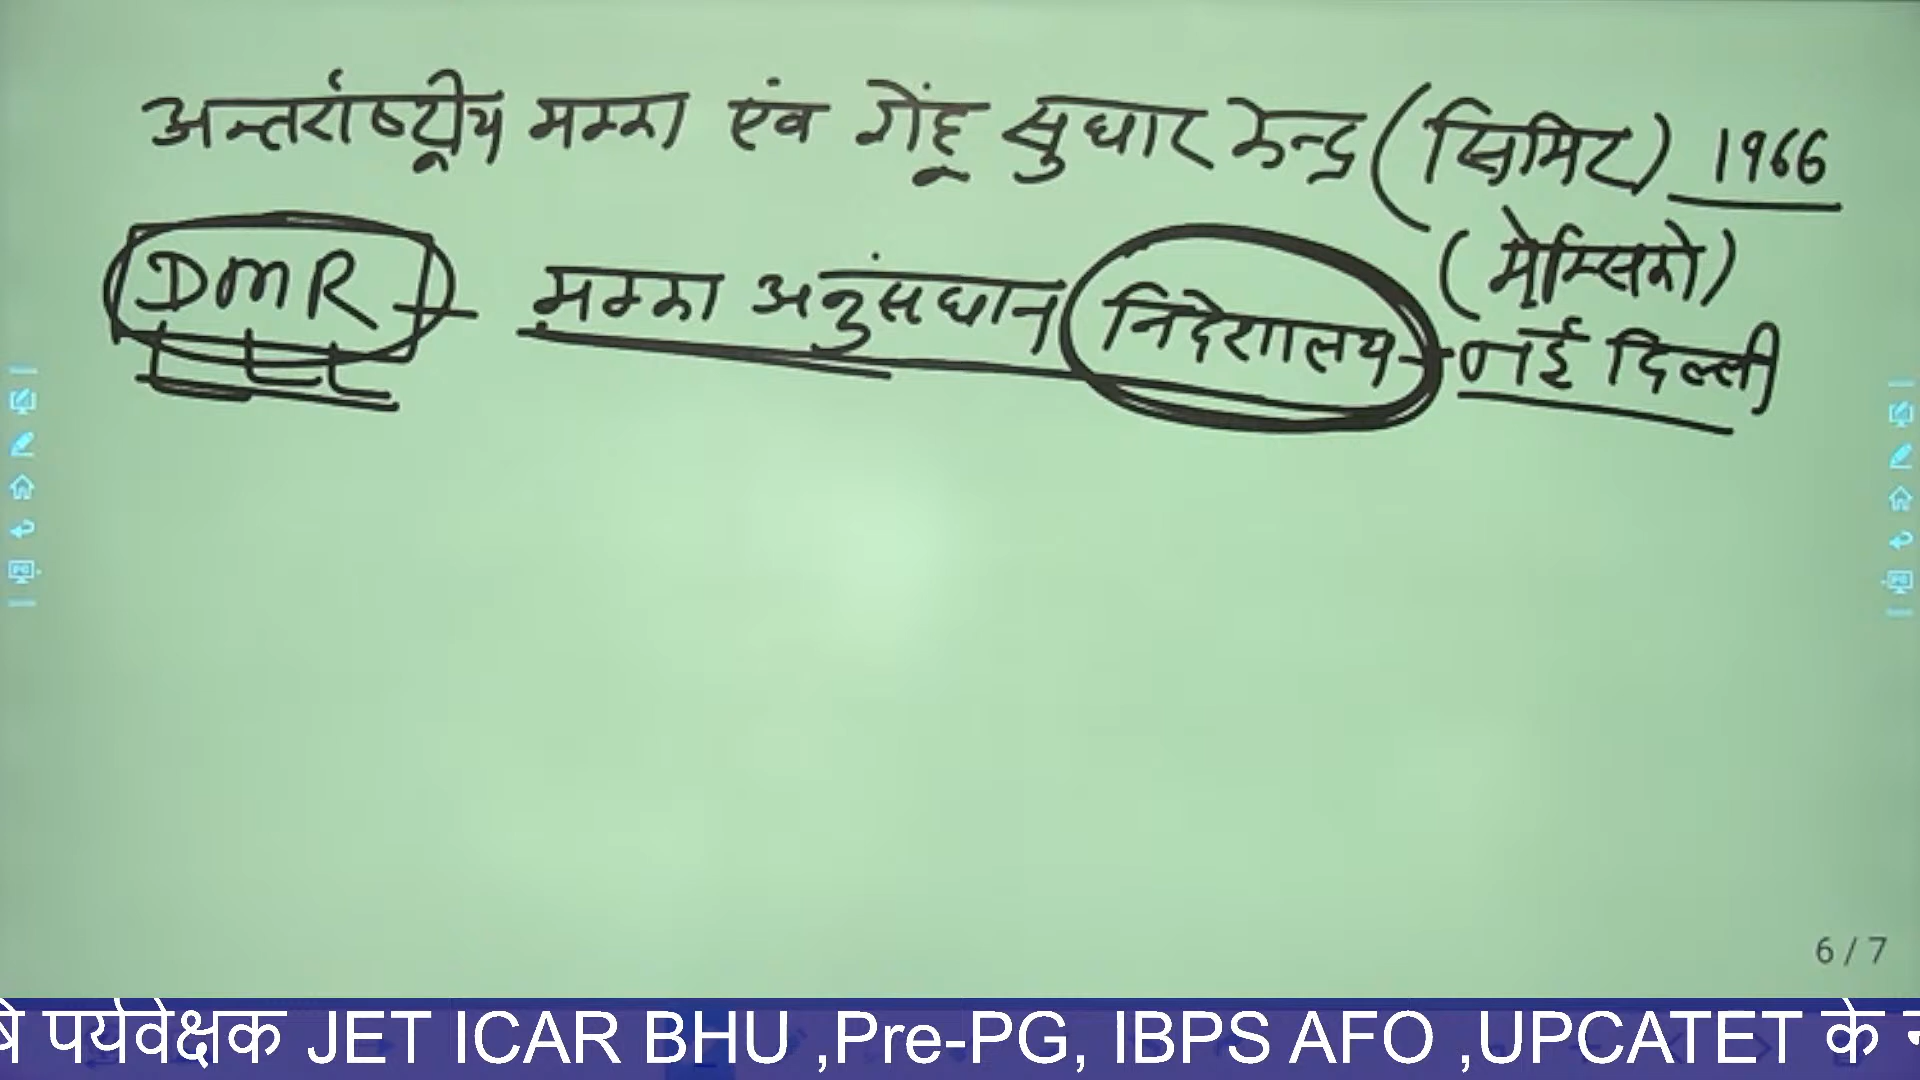 अन्तर्राष्ट्रीय मक्का एंव गेंहू सुधार केन्द्र (सिमिट) 1966
(मेक्सिको)
DMR - मक्का अनुंसधान निदेशालय - नई दिल्ली
6 / 7
पर्यवेक्षक JET ICAR BHU ,Pre-PG, IBPS AFO ,UPCATET के